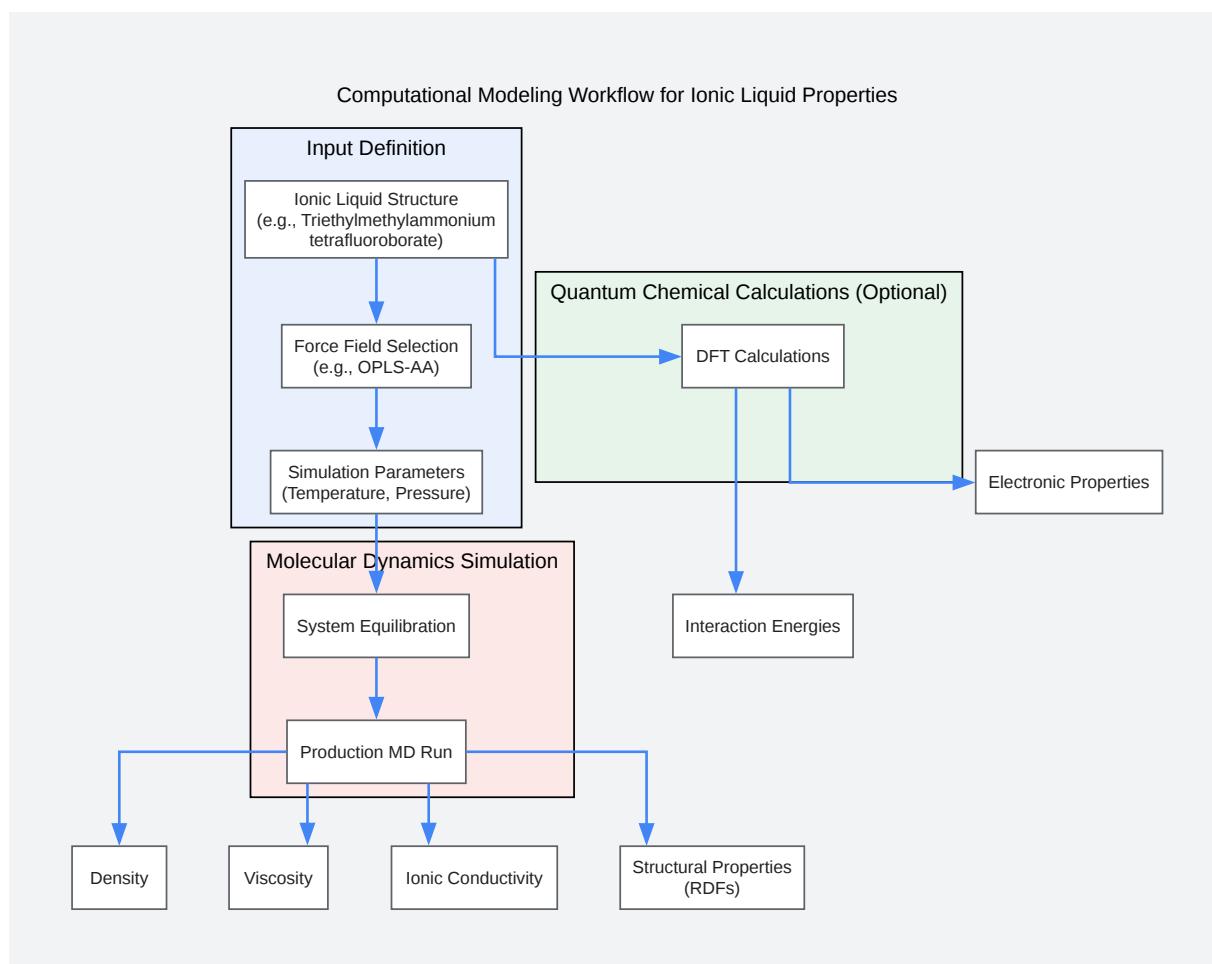 Computational Modeling Workflow for Ionic Liquid Properties
Input Definition
Ionic Liquid Structure
(e.g., Triethylmethylammonium
tetrafluoroborate)
Quantum Chemical Calculations (Optional)
Force Field Selection
(e.g., OPLS-AA)
DFT Calculations
Simulation Parameters
(Temperature, Pressure)
Electronic Properties
Molecular Dynamics Simulation
System Equilibration
Interaction Energies
Production MD Run
Density
Viscosity
Ionic Conductivity
Structural Properties
(RDFs)